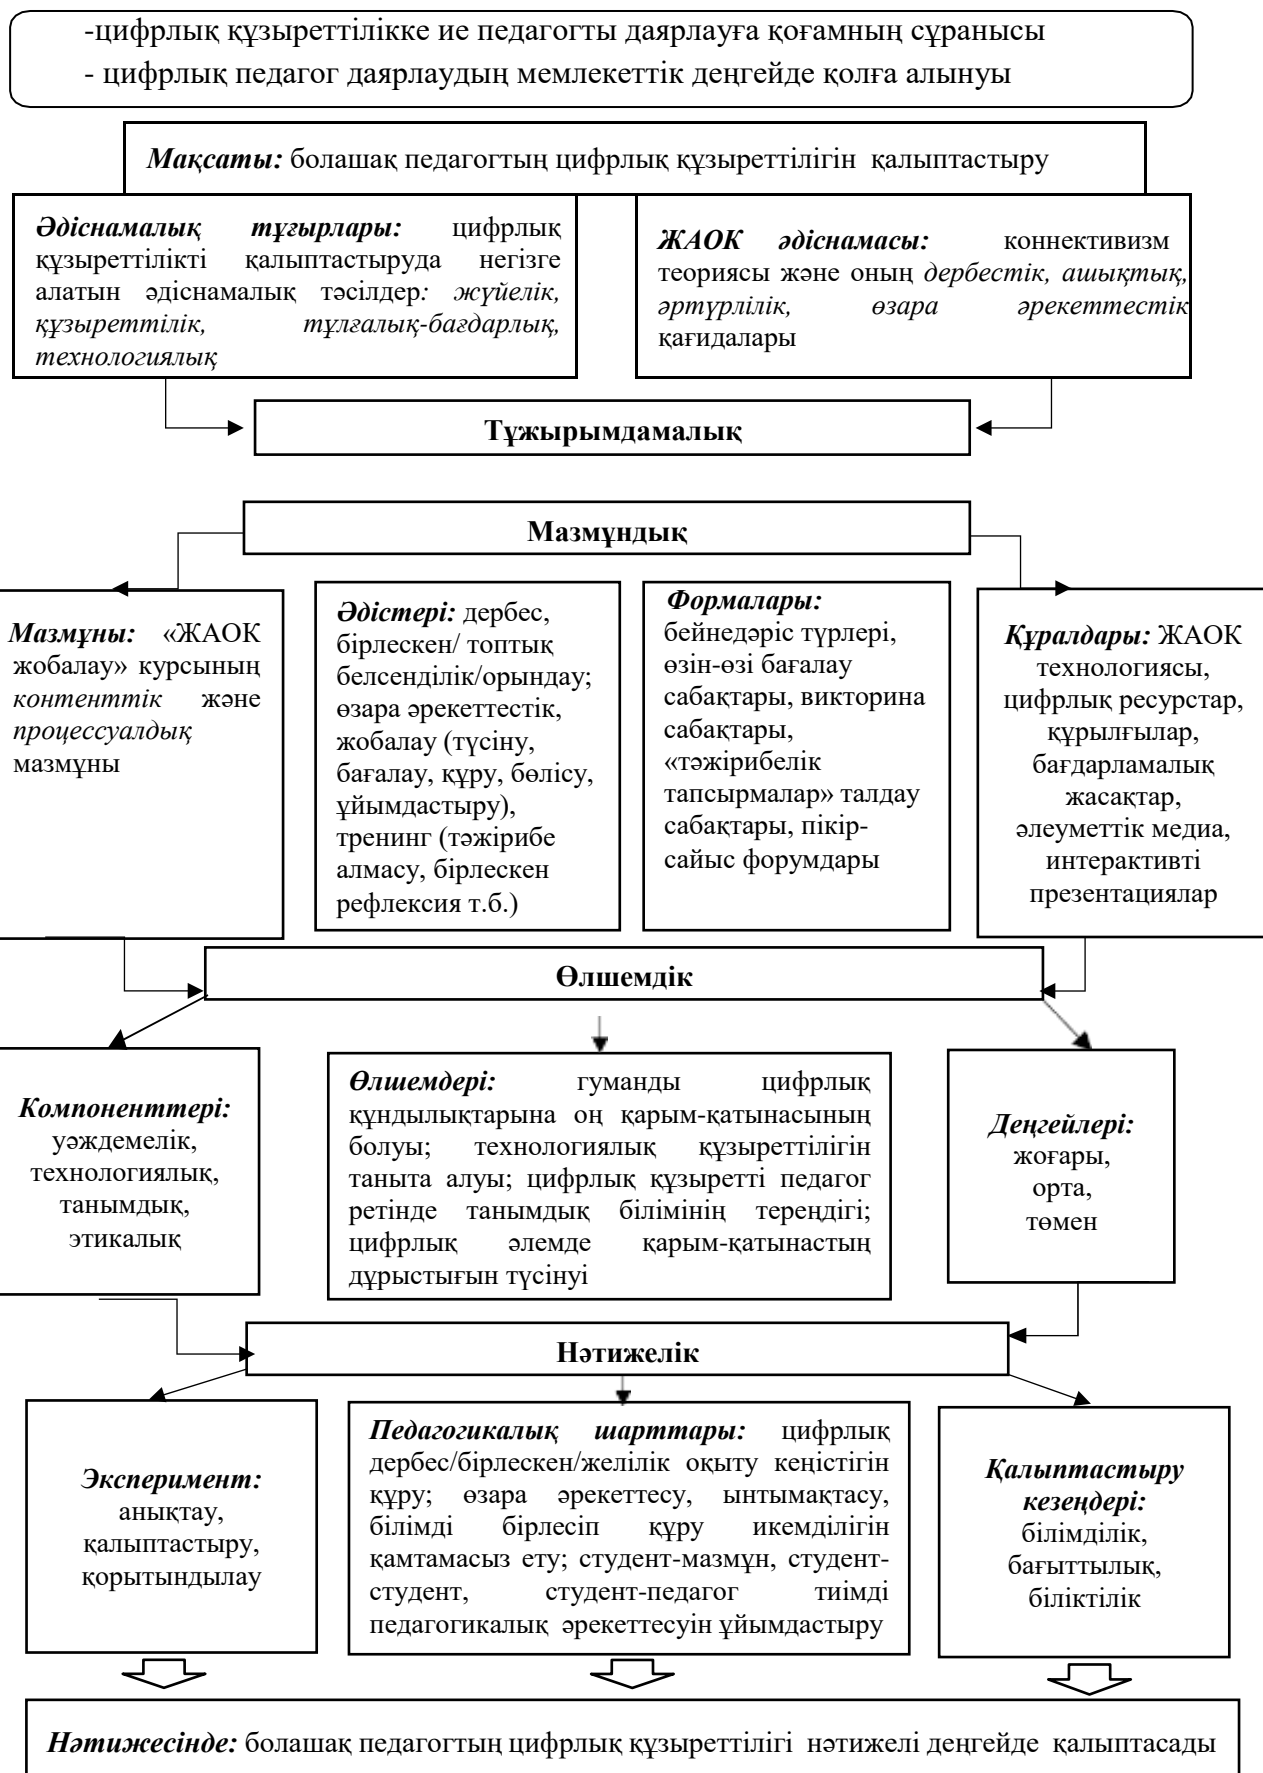 -цифрлық құзыреттілікке ие педагогты даярлауға қоғамның сұранысы
- цифрлық педагог даярлаудың мемлекеттік деңгейде қолға алынуы
Мақсаты: болашақ педагогтың цифрлық құзыреттілігін қалыптастыру
Әдіснамалық тұғырлары: цифрлық
құзыреттілікті қалыптастыруда негізге
алатын әдіснамалық тәсілдер: жүйелік,
құзыреттілік, тұлғалық-бағдарлық,
технологиялық
ЖАОК әдіснамасы: коннективизм
теориясы және оның дербестік, ашықтық,
әртүрлілік, өзара әрекеттестік
қағидалары
Тұжырымдамалық
Мазмұндық
Мазмұны: «ЖАОК
жобалау» курсының
контенттік және
процессуалдық
мазмұны
Әдістері: дербес,
бірлескен/ топтық
белсенділік/орындау;
өзара әрекеттестік,
жобалау (түсіну,
бағалау, құру, бөлісу,
ұйымдастыру),
тренинг (тәжірибе
алмасу, бірлескен
рефлексия т.б.)
Формалары:
бейнедәріс түрлері,
өзін-өзі бағалау
сабақтары, викторина
сабақтары,
«тәжірибелік
тапсырмалар» талдау
сабақтары, пікір-
сайыс форумдары
Құралдары: ЖАОК
технологиясы,
цифрлық ресурстар,
құрылғылар,
бағдарламалық
жасақтар,
әлеуметтік медиа,
интерактивті
презентациялар
Өлшемдік
Компоненттері:
уәждемелік,
технологиялық,
танымдық,
этикалық
Өлшемдері: гуманды цифрлық
құндылықтарына оң қарым-қатынасының
болуы; технологиялық құзыреттілігін
таныта алуы; цифрлық құзыретті педагог
ретінде танымдық білімінің тереңдігі;
цифрлық әлемде қарым-қатынастың
дұрыстығын түсінуі
Деңгейлері:
жоғары,
орта,
төмен
Нәтижелік
Эксперимент:
анықтау,
қалыптастыру,
қорытындылау
Педагогикалық шарттары: цифрлық
дербес/бірлескен/желілік оқыту кеңістігін
құру; өзара әрекеттесу, ынтымақтасу,
білімді бірлесіп құру икемділігін
қамтамасыз ету; студент-мазмұн, студент-
студент, студент-педагог тиімді
педагогикалық әрекеттесуін ұйымдастыру
Қалыптастыру
кезеңдері:
білімділік,
бағыттылық,
біліктілік
Нәтижесінде: болашақ педагогтың цифрлық құзыреттілігі нәтижелі деңгейде қалыптасады